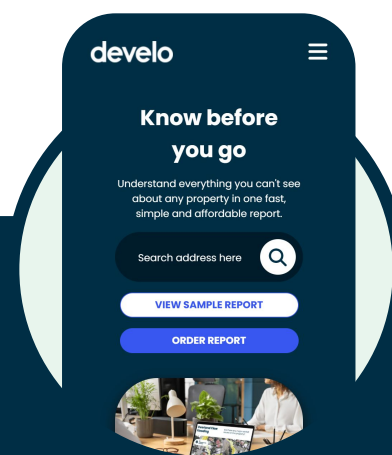 develo
Know before
you go
Understand everything you can't see
about any property in one fast,
simple and affordable report.
Search address here
VIEW SAMPLE REPORT
ORDER REPORT